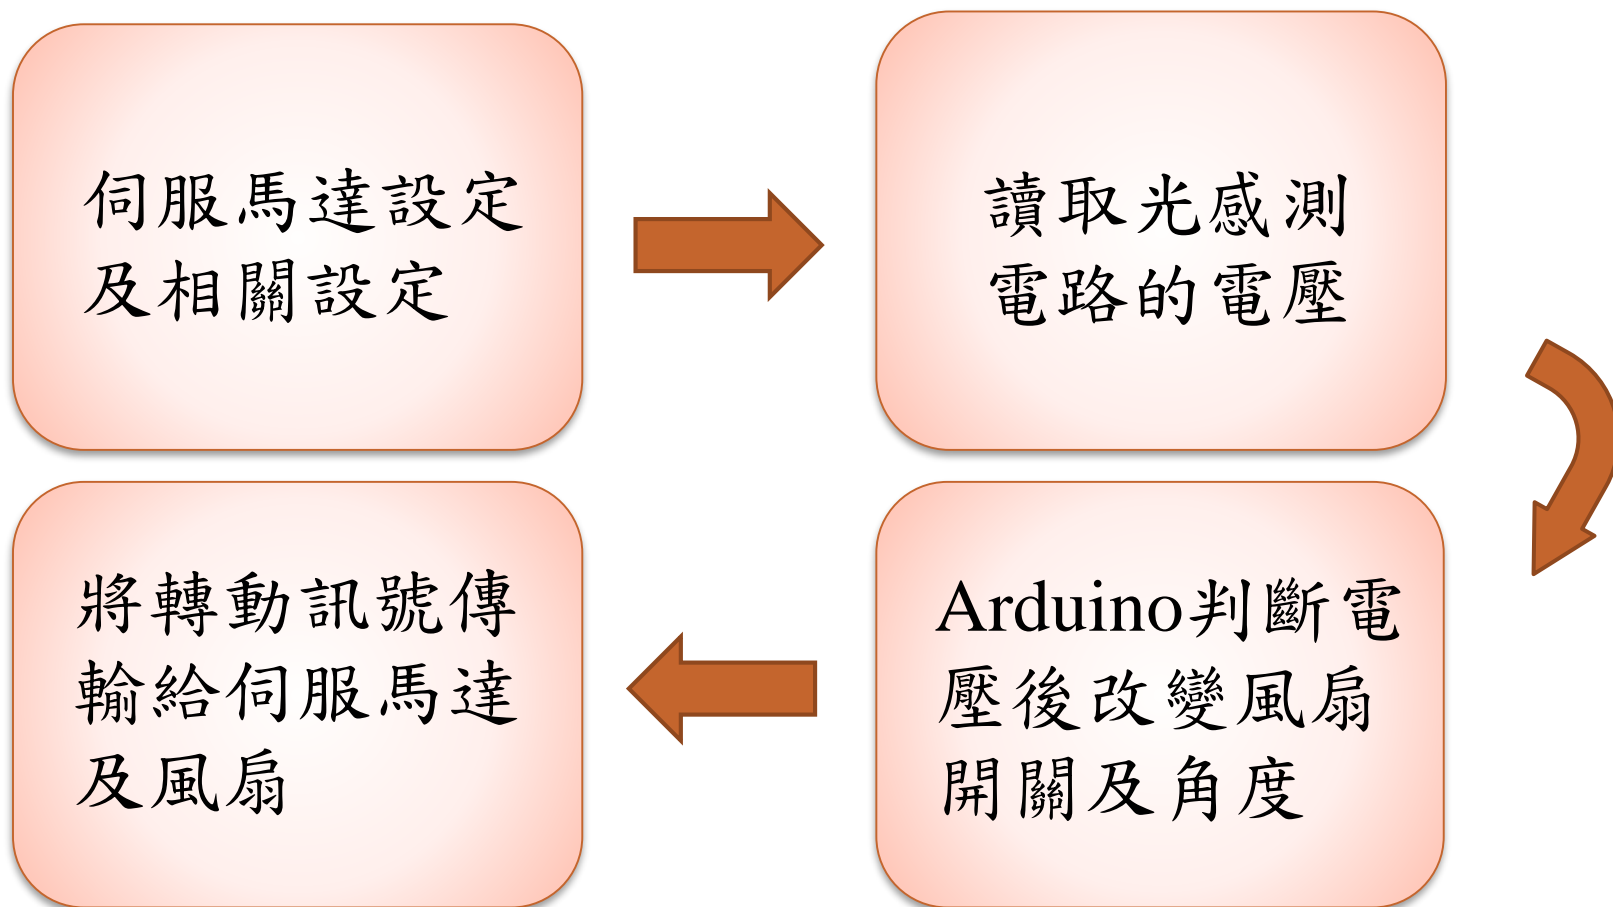 伺服馬達設定
及相關設定
讀取光感測
電路的電壓
Arduino判斷電
壓後改變風扇
開關及角度
將轉動訊號傳
輸給伺服馬達
及風扇